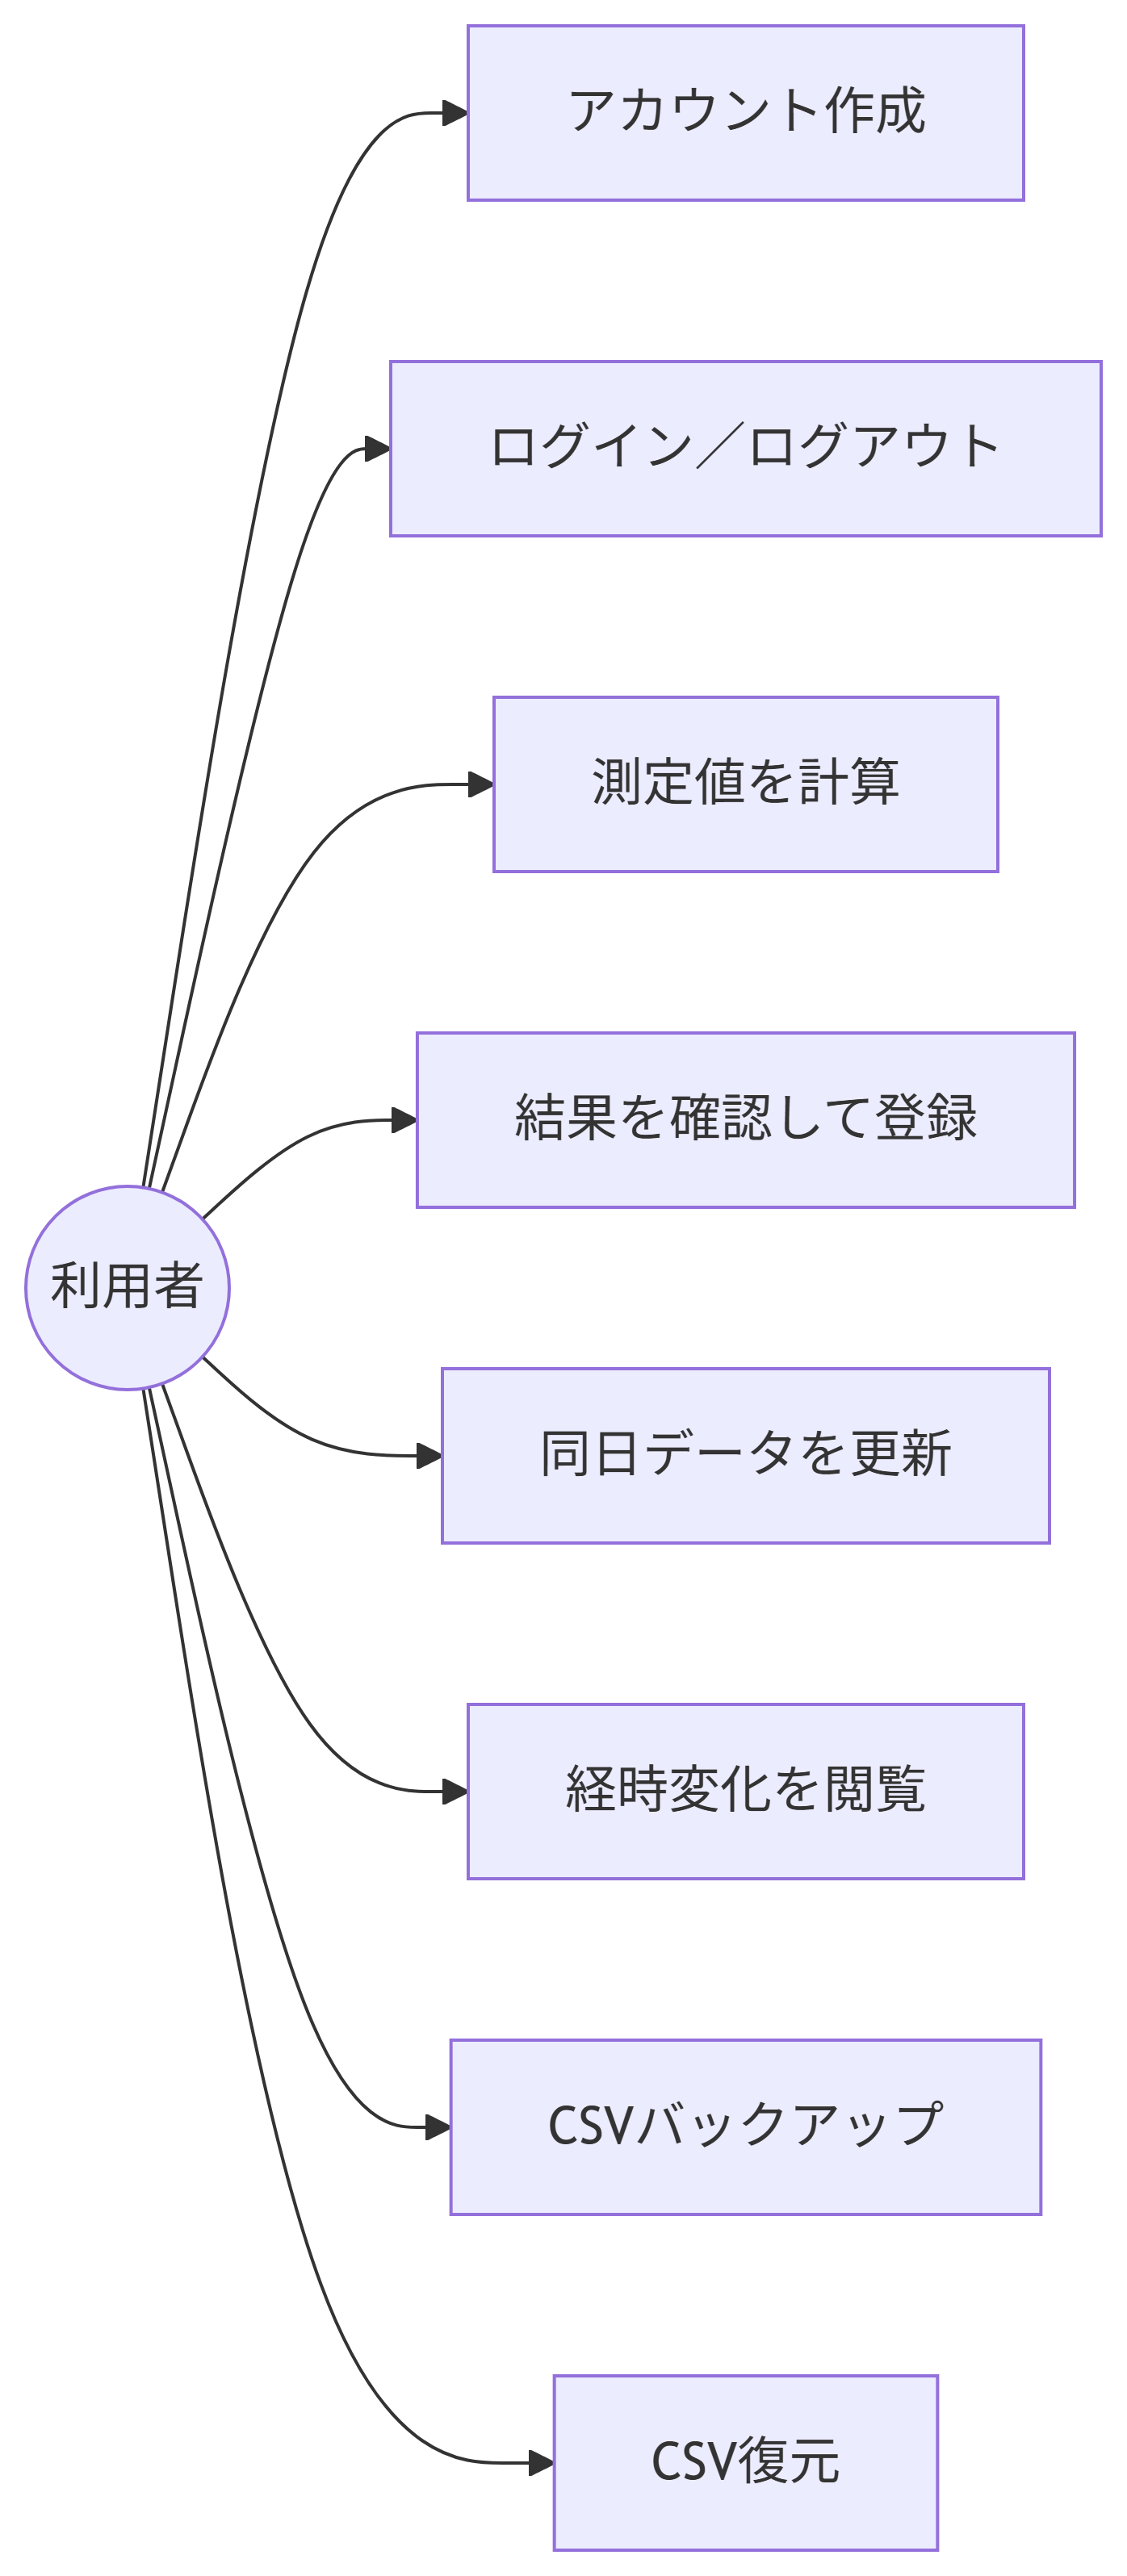 アカウント作成
ログイン／ログアウト
測定値を計算
結果を確認して登録
利用者
同日データを更新
経時変化を閲覧
CSVバックアップ
CSV復元